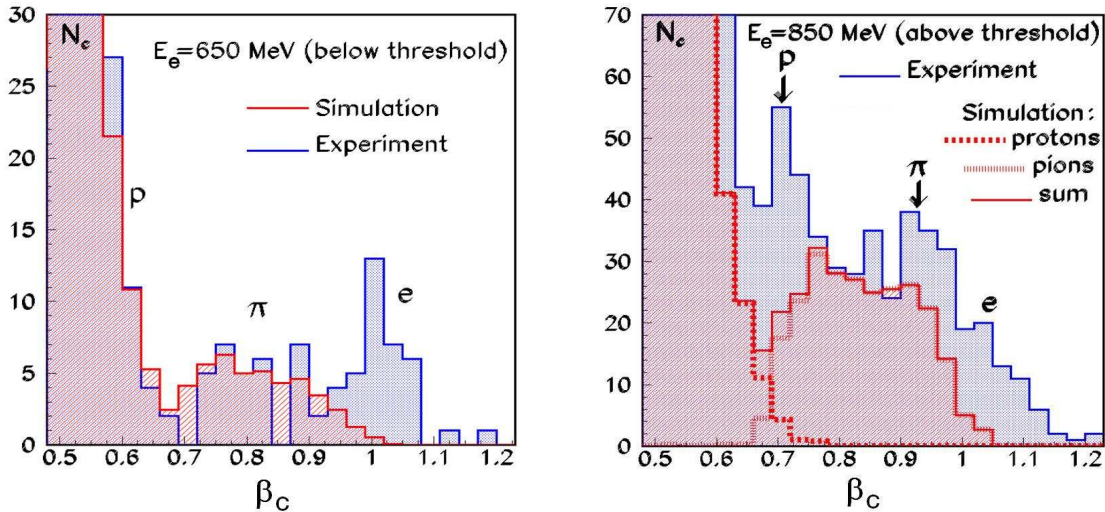 30
25
20
15
10
5
0
N_c
E_e=650 MeV (below threshold)
Simulation
Experiment
p
π
e
0.5 0.6 0.7 0.8 0.9 1 1.1 1.2
β_C
70
60
50
40
30
20
10
0
N_c
E_e=850 MeV (above threshold)
Experiment
p
Simulation:
protons
pions
sum
π
e
0.5 0.6 0.7 0.8 0.9 1 1.1 1.2
β_C